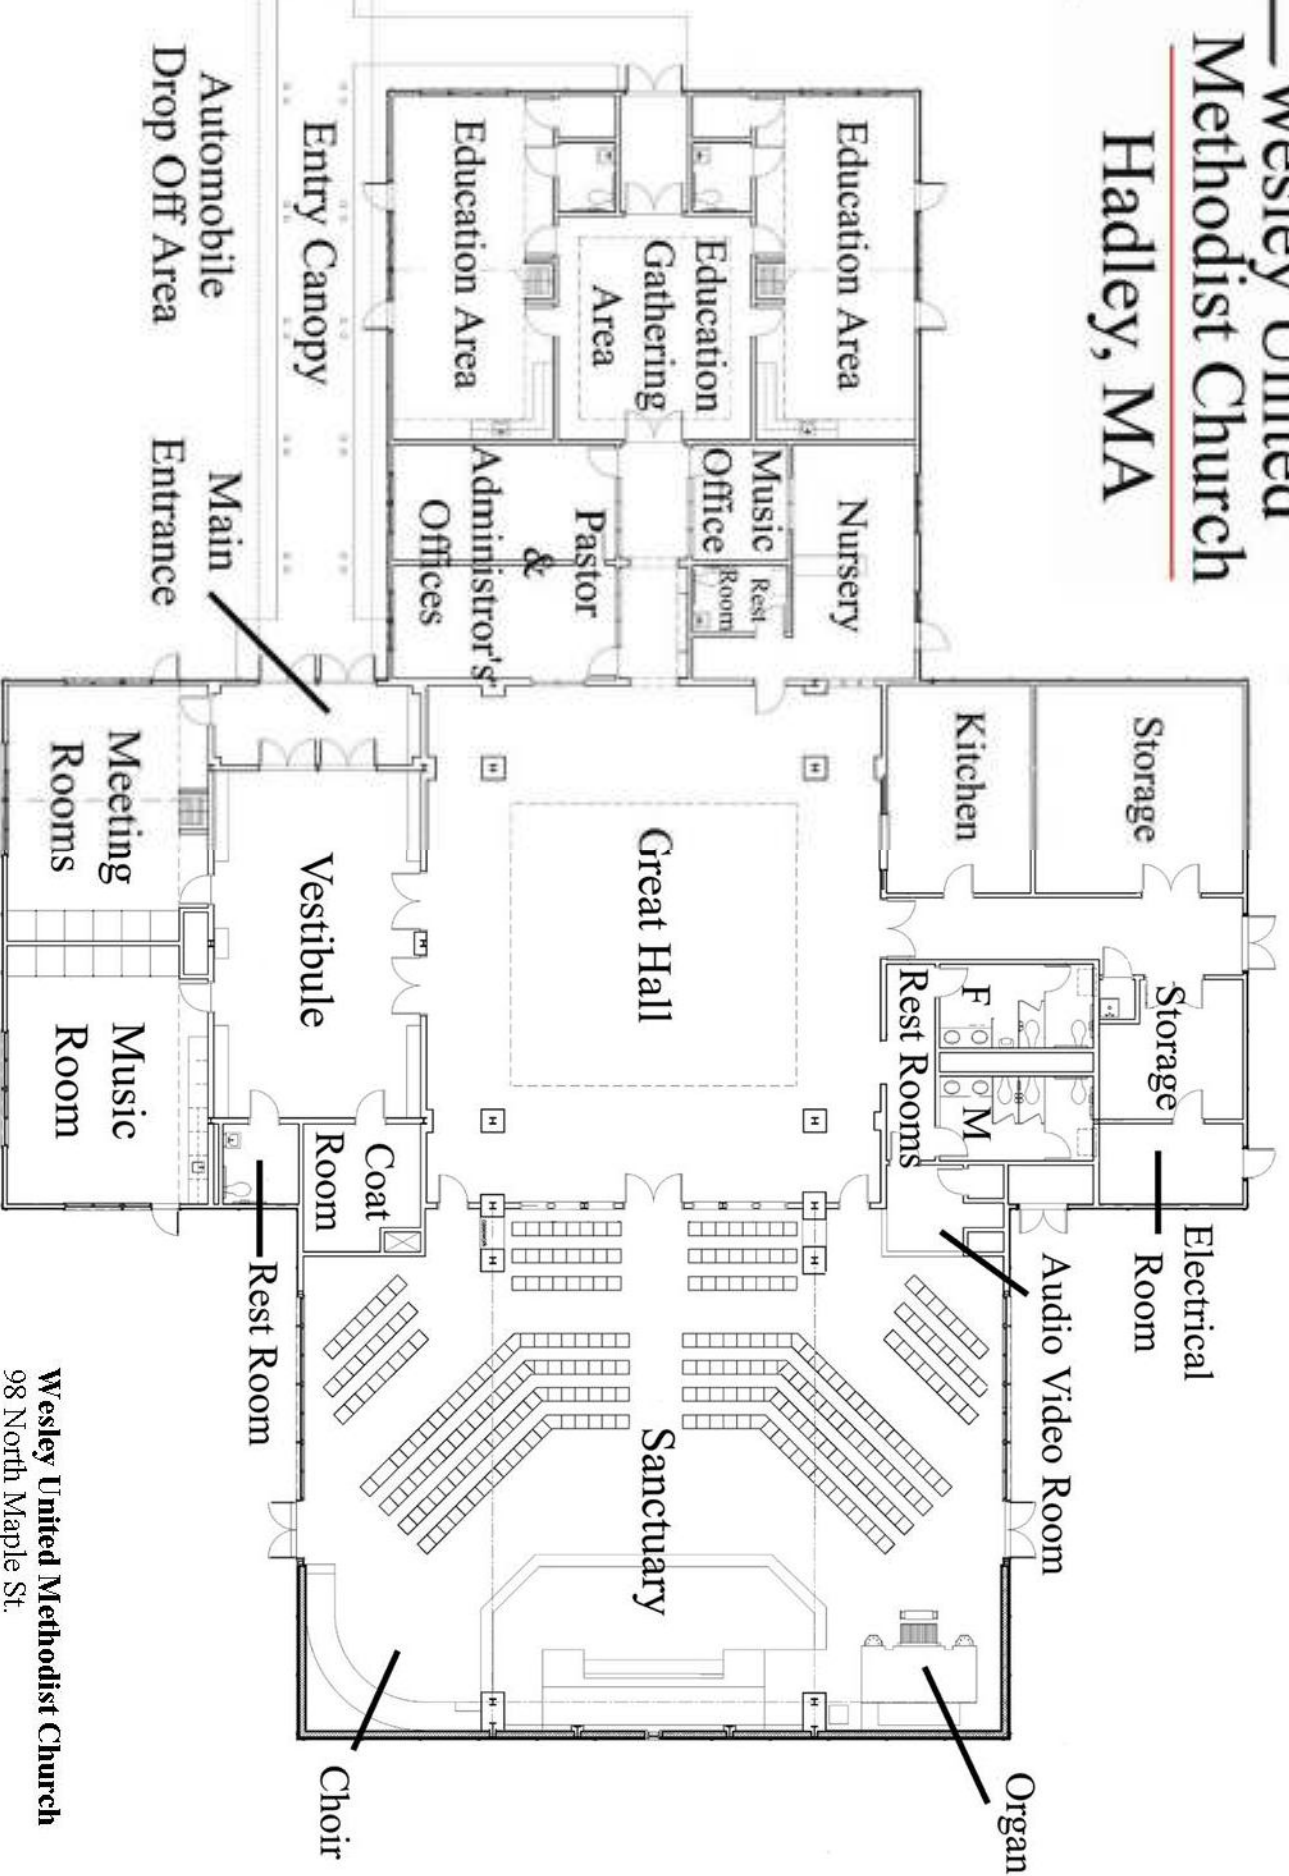 — Wesley United
Methodist Church
Hadley, MA
Storage
Storage
Electrical
Room
Kitchen
F
M
Rest Rooms
Audio Video Room
Organ
Education Area
Nursery
Music
Office
Rest
Room
Education
Gathering
Area
Great Hall
Sanctuary
Education Area
Pastor
&
Administror's
Offices
Entry Canopy
Vestibule
Coat
Room
Choir
Automobile
Drop Off Area
Main
Entrance
Rest Room
Meeting
Rooms
Music
Room
H
H
H
H
H
H
H
H
H
H
H
Wesley United Methodist Church
98 North Maple St.